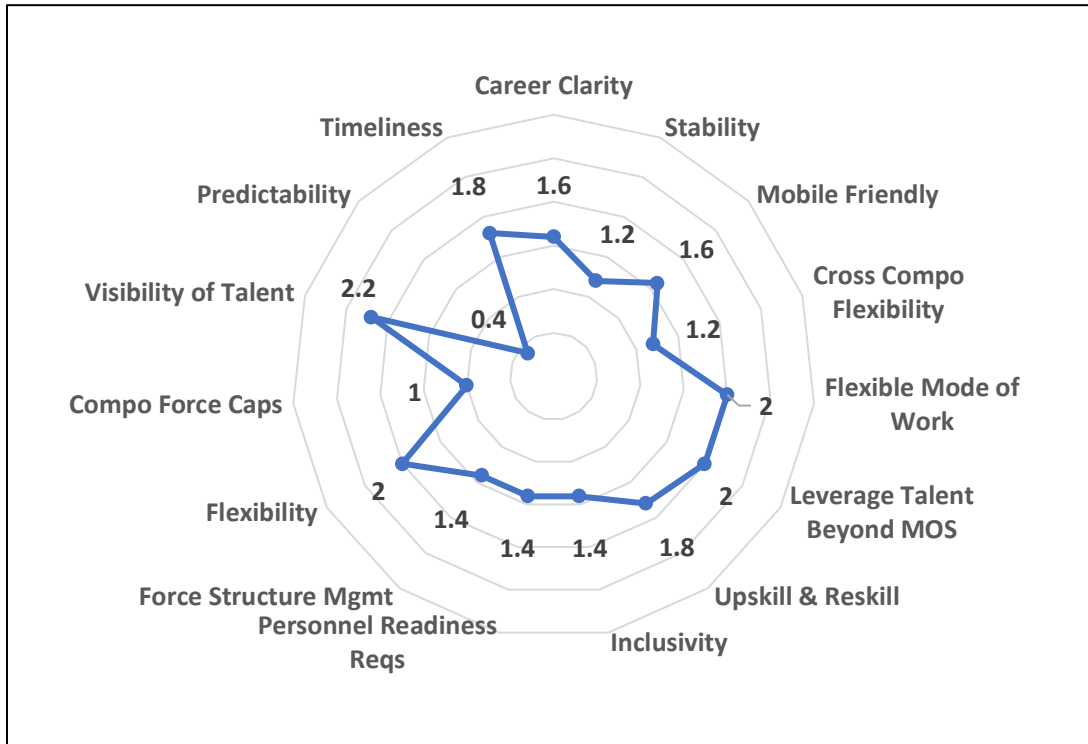 Career Clarity
Timeliness
Stability
1.8
1.6
Predictability
Mobile Friendly
1.2
1.6
Visibility of Talent
2.2
Cross Compo
Flexibility
0.4
1.2
Compo Force Caps
1
2
Flexible Mode of
Work
Flexibility
2
2
Leverage Talent
Beyond MOS
1.4
1.4
1.4
1.8
Force Structure Mgmt
Upskill & Reskill
Personnel Readiness
Reqs
Inclusivity